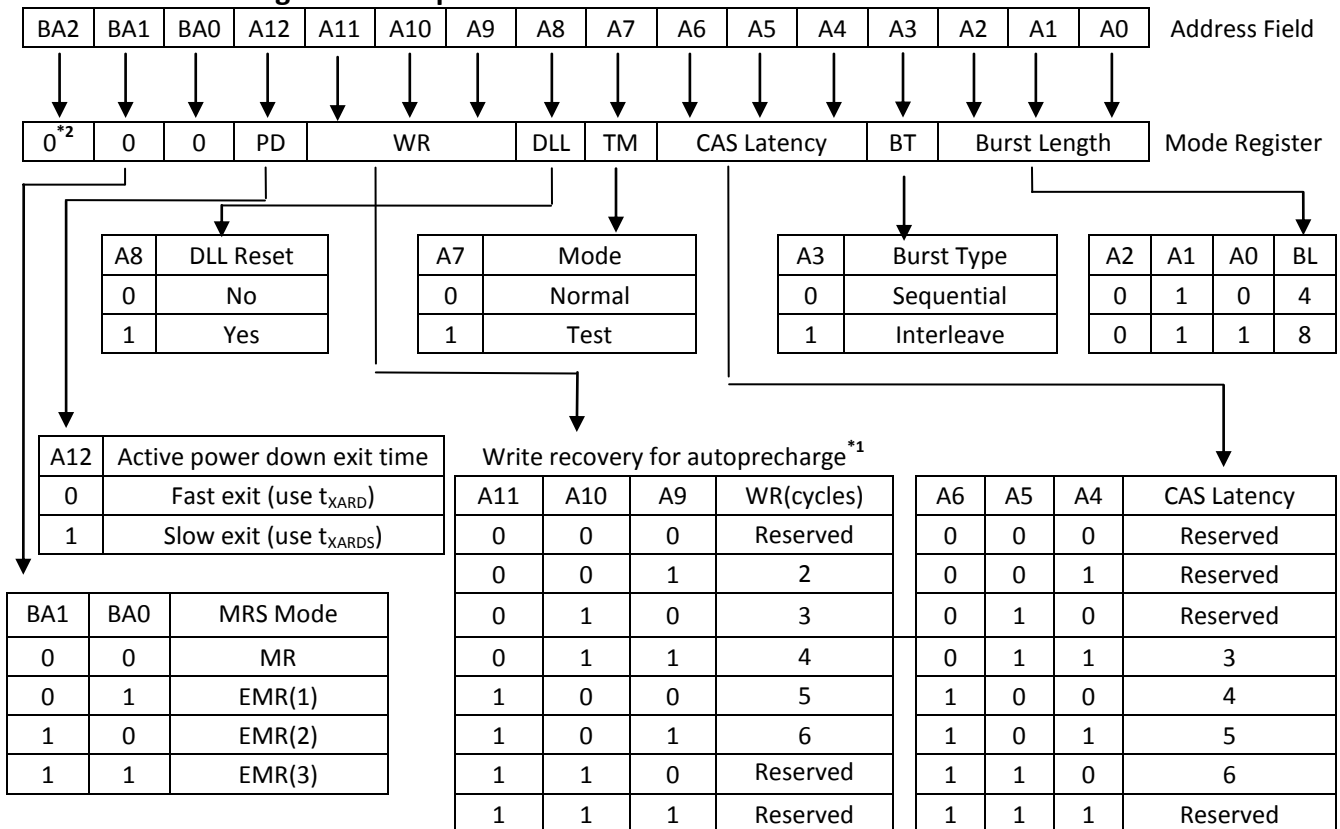 BA2 BA1 BA0 A12 A11 A10 A9 A8 A7 A6 A5 A4 A3 A2 A1 A0 Address Field
0*2 0 0 PD WR DLL TM CAS Latency BT Burst Length Mode Register
A8 DLL Reset
0 No
1 Yes
A7 Mode
0 Normal
1 Test
A3 Burst Type
0 Sequential
1 Interleave
A2 A1 A0 BL
0 1 0 4
0 1 1 8
A12 Active power down exit time
0 Fast exit (use tXARD)
1 Slow exit (use tXARDS)
BA1 BA0 MRS Mode
0 0 MR
0 1 EMR(1)
1 0 EMR(2)
1 1 EMR(3)
Write recovery for autoprecharge*1
A11 A10 A9 WR(cycles)
0 0 0 Reserved
0 0 1 2
0 1 0 3
0 1 1 4
1 0 0 5
1 0 1 6
1 1 0 Reserved
1 1 1 Reserved
A6 A5 A4 CAS Latency
0 0 0 Reserved
0 0 1 Reserved
0 1 0 Reserved
0 1 1 3
1 0 0 4
1 0 1 5
1 1 0 6
1 1 1 Reserved